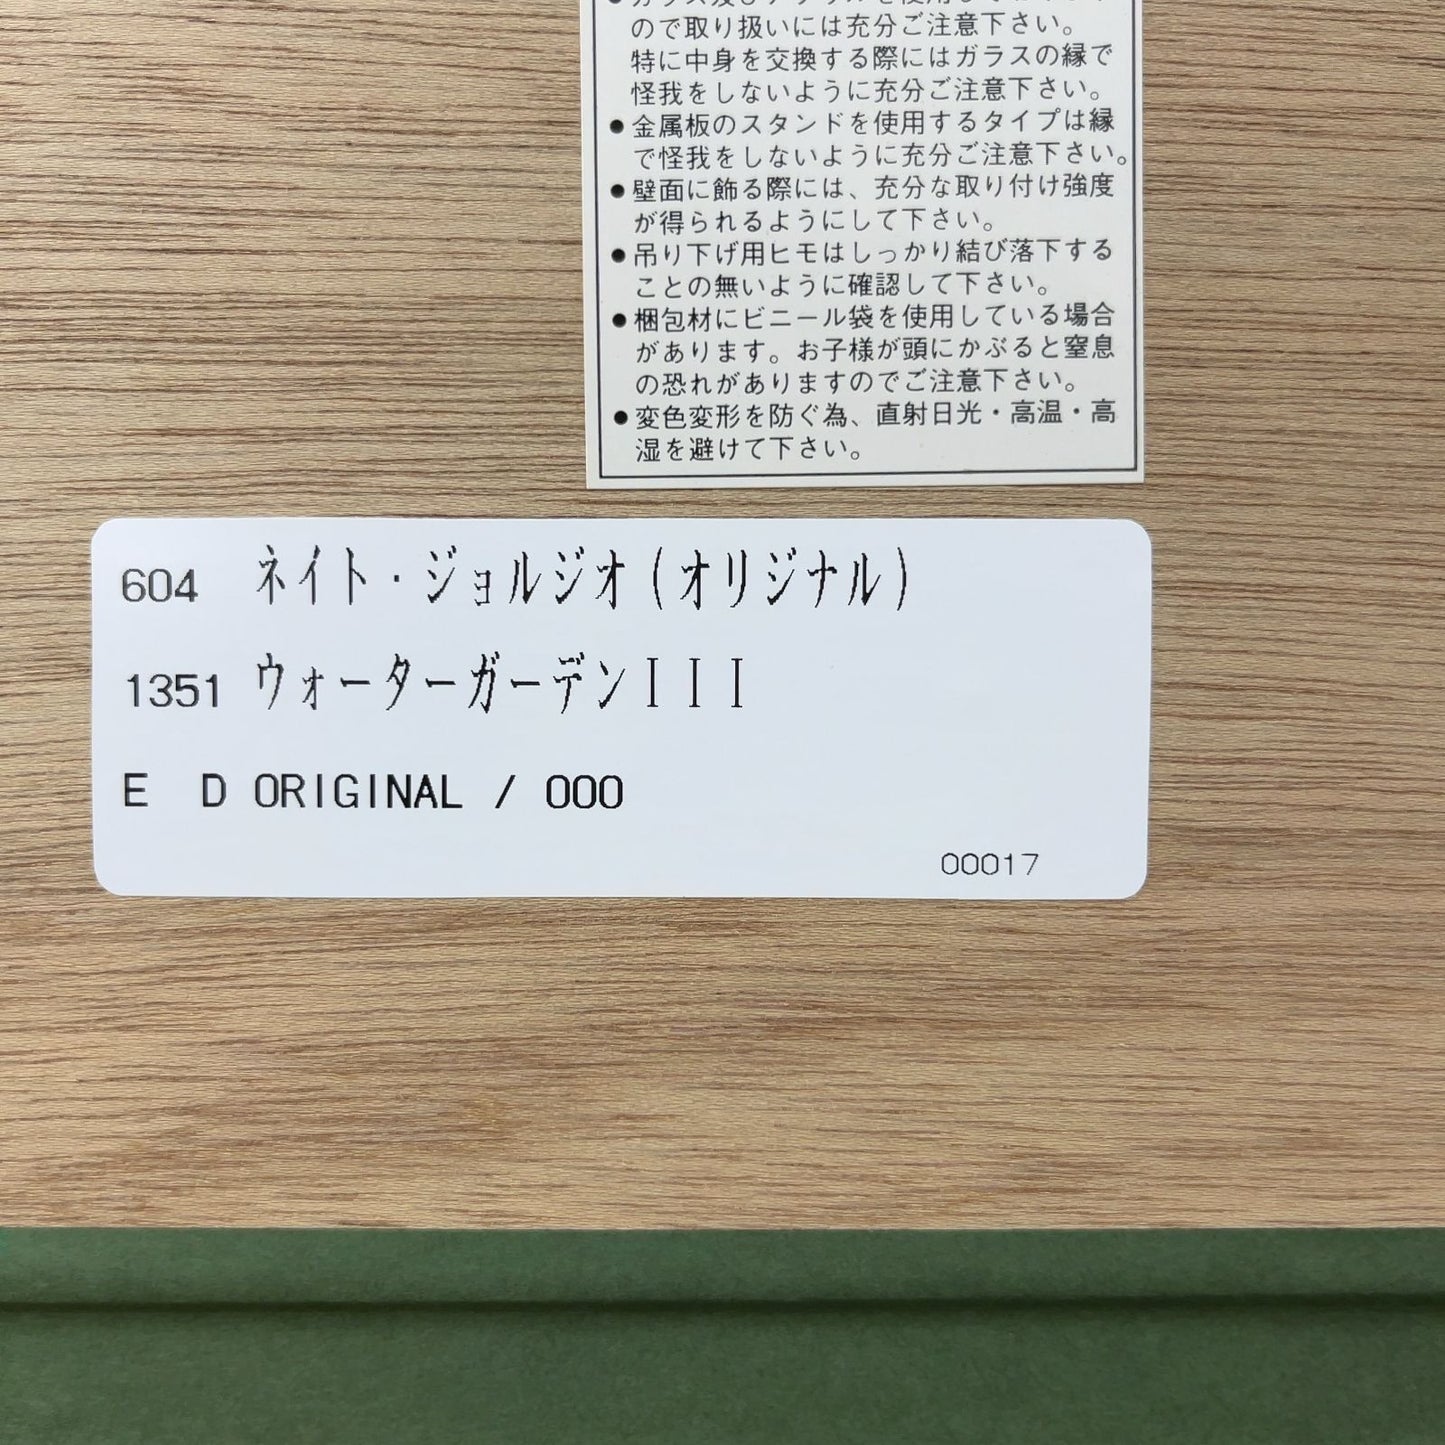 ので取り扱いには充分ご注意下さい。
特に中身を交換する際にはガラスの縁で
怪我をしないように充分ご注意下さい。
●金属板のスタンドを使用するタイプは縁
で怪我をしないように充分ご注意下さい。
●壁面に飾る際には、充分な取り付け強度
が得られるようにして下さい。
●吊り下げ用ヒモはしっかり結び落下する
ことの無いように確認して下さい。
●梱包材にビニール袋を使用している場合
があります。お子様が頭にかぶると窒息
の恐れがありますのでご注意下さい。
●変色変形を防ぐ為、直射日光・高温・高
湿を避けて下さい。
604 ネイト・ジョルジオ(オリジナル)
1351 ウォーターガーデンIII
E D ORIGINAL / 000
00017